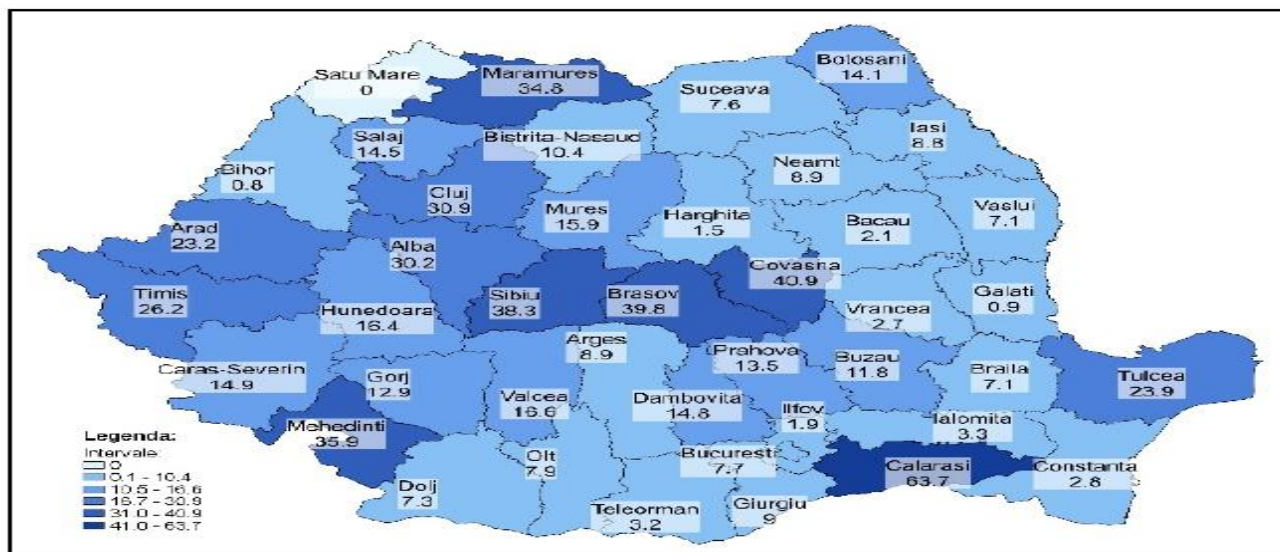 Satu Mare
0
Maramures
34.8
Suceava
7.6
Botosani
14.1
Salaj
14.5
Bistrita-Nasaud
10.4
Iasi
8.8
Bihor
0.8
Cluj
30.9
Neamt
8.9
Mures
15.9
Harghita
1.5
Vaslui
7.1
Arad
23.2
Alba
30.2
Bacau
2.1
Covasna
40.9
Timis
26.2
Hunedoara
16.4
Sibiu
38.3
Brasov
39.8
Vrancea
2.7
Galati
0.9
Arges
8.9
Prahova
13.5
Buzau
11.8
Caras-Severin
14.9
Gorj
12.9
Valcea
16.6
Dambovita
14.8
Braila
7.1
Tulcea
23.9
Ilfov
1.9
Ialomita
3.3
Mehedinti
35.9
Olt
7.9
Bucuresti
7.7
Calarasi
63.7
Constanta
2.8
Dolj
7.3
Teleorman
3.2
Giurgiu
9
Legenda:
Intervale:
0
0.1 - 10.4
10.5 - 16.6
16.7 - 30.9
31.0 - 40.9
41.0 - 63.7